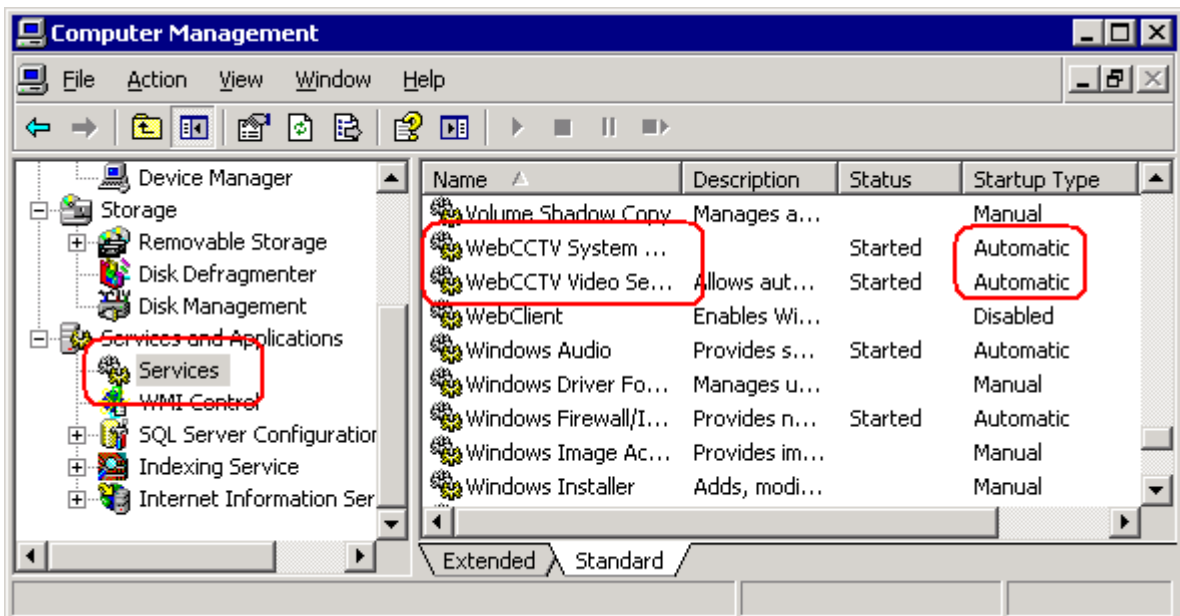 Computer Management
File Action View Window Help
Device Manager
Storage
Removable Storage
Disk Defragmenter
Disk Management
Services and Applications
Services
WMI Control
SQL Server Configuration
Indexing Service
Internet Information Ser
Name Description Status Startup Type
Volume Shadow Copy Manages a... Manual
WebCCTV System ... Started Automatic
WebCCTV Video Se... Allows aut... Started Automatic
WebClient Enables Wi... Disabled
Windows Audio Provides s... Started Automatic
Windows Driver Fo... Manages u... Manual
Windows Firewall/I... Provides n... Started Automatic
Windows Image Ac... Provides im... Manual
Windows Installer Adds, modi... Manual
Extended Standard